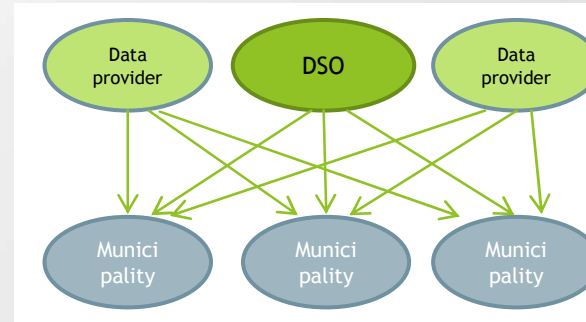 Data
provider
DSO
Data
provider
Munici
pality
Munici
pality
Munici
pality